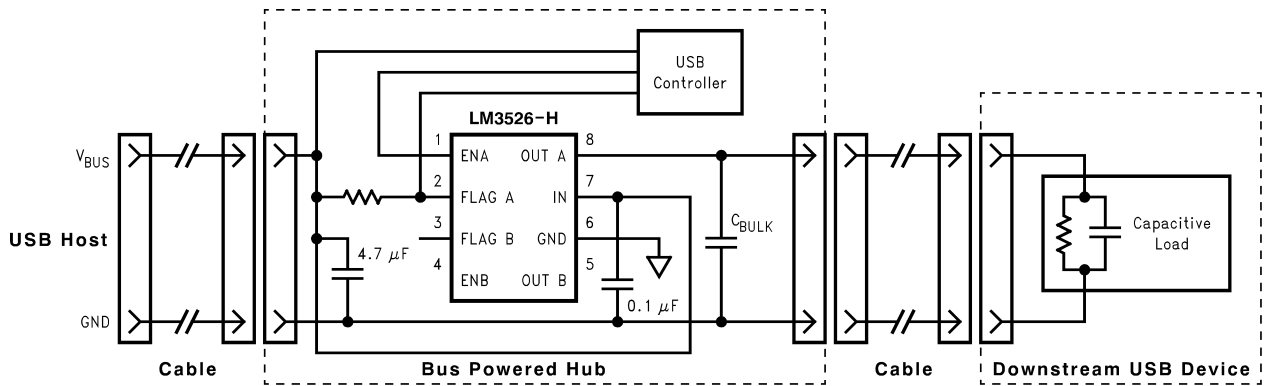 USB
Controller
LM3526-H
1
8
V_BUS
ENA
OUT A
2
7
FLAG A
IN
3
6
C_BULK
USB Host
FLAG B
GND
4.7 µF
Capacitive
Load
4
5
ENB
OUT B
0.1 µF
GND
Cable
Bus Powered Hub
Cable
Downstream USB Device